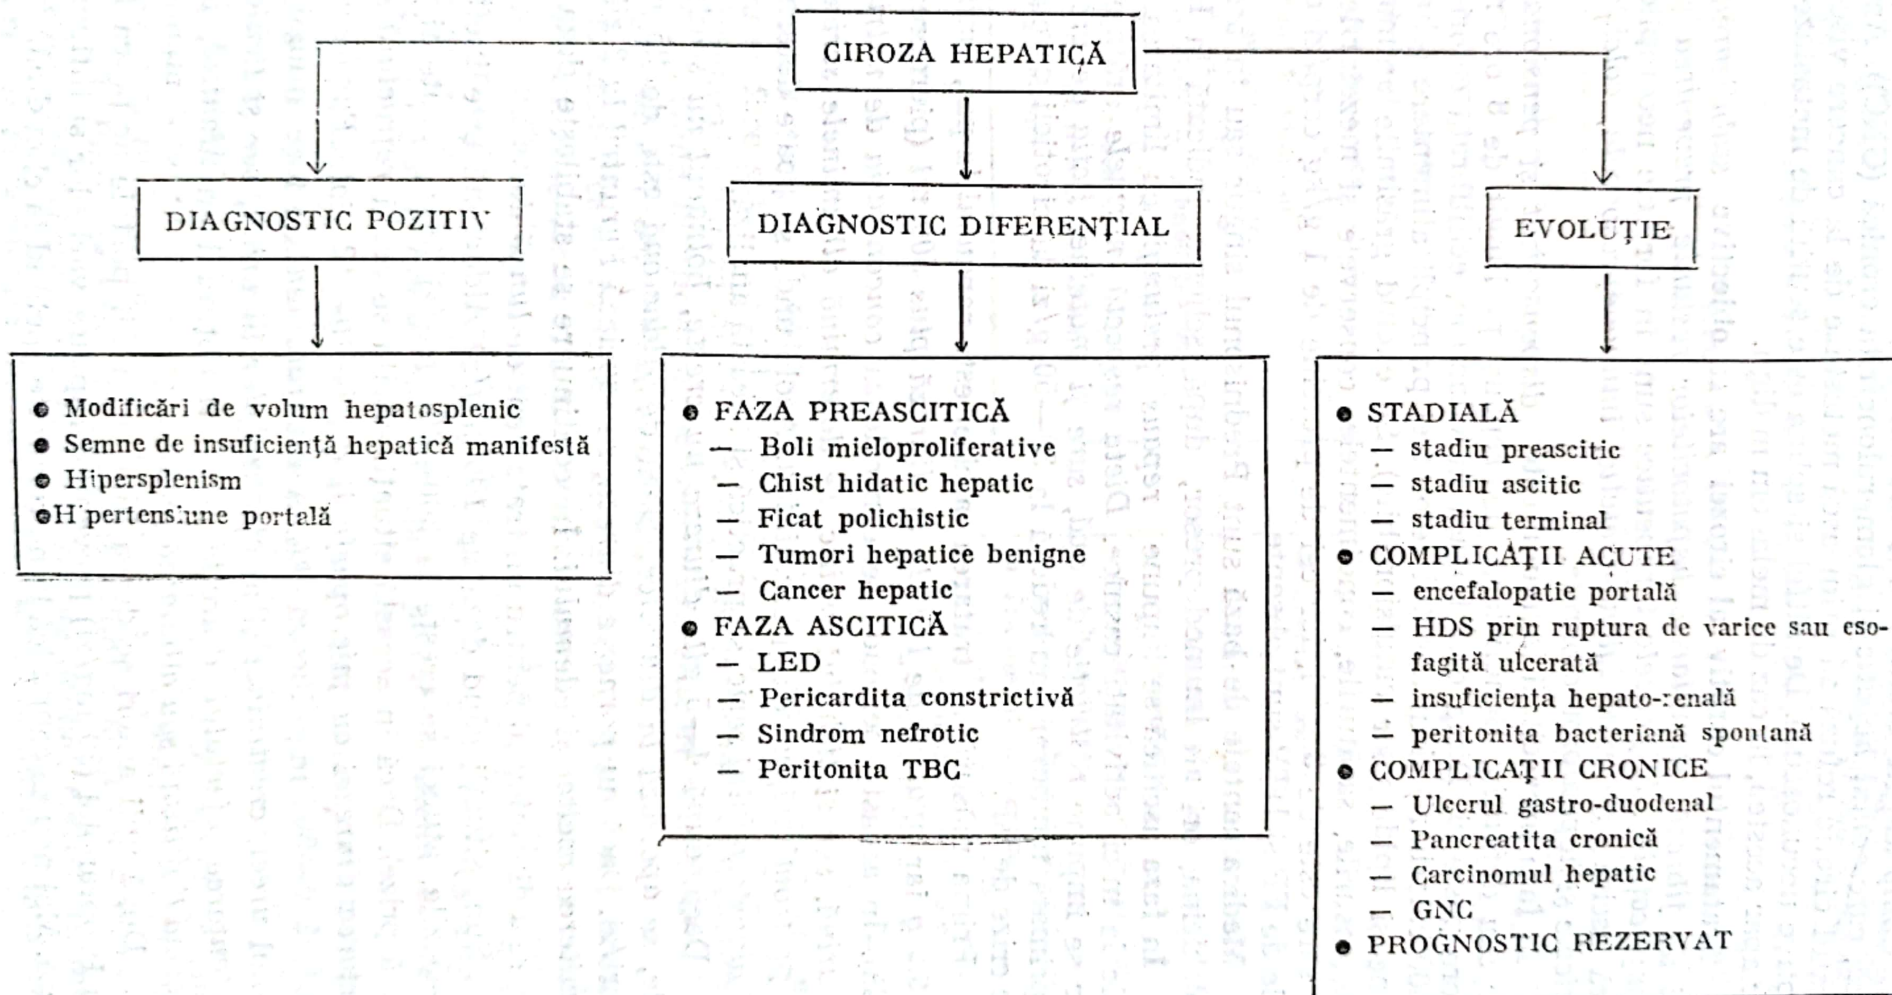 CIROZA HEPATICĂ
DIAGNOSTIC POZITIV
DIAGNOSTIC DIFERENȚIAL
EVOLUȚIE
● Modificări de volum hepatosplenic
● Semne de insuficiență hepatică manifestă
● Hipersplenism
● Hipertensiune portală
● FAZA PREASCITICĂ
— Boli mieloproliferative
— Chist hidatic hepatic
— Ficat polichistic
— Tumori hepatice benigne
— Cancer hepatic
● FAZA ASCITICĂ
— LED
— Pericardita constrictivă
— Sindrom nefrotic
— Peritonita TBC
● STADIALĂ
— stadiu preascitic
— stadiu ascitic
— stadiu terminal
● COMPLICAȚII ACUTE
— encefalopatie portală
— HDS prin ruptura de varice sau eso-
fagită ulcerată
— insuficiența hepato-renală
— peritonita bacteriană spontană
● COMPLICAȚII CRONICE
— Ulcerul gastro-duodenal
— Pancreatita cronică
— Carcinomul hepatic
— GNC
● PROGNOSTIC REZERVAT